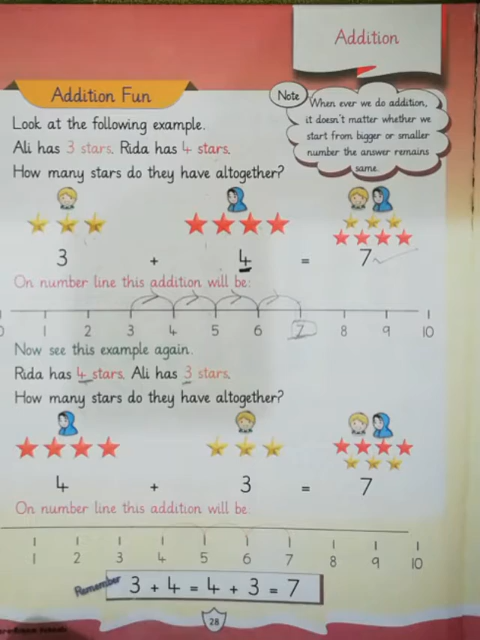 Addition
Addition Fun
Note
When ever we do addition,
it doesn't matter whether we
start from bigger or smaller
number the answer remains
same.
Look at the following example.
Ali has 3 stars. Rida has 4 stars.
How many stars do they have altogether?
3 + 4 = 7
On number line this addition will be:
0 1 2 3 4 5 6 7 8 9 10
Now see this example again.
Rida has 4 stars. Ali has 3 stars.
How many stars do they have altogether?
4 + 3 = 7
On number line this addition will be.
1 2 3 4 5 6 7 8 9 10
Remember 3 + 4 = 4 + 3 = 7
28